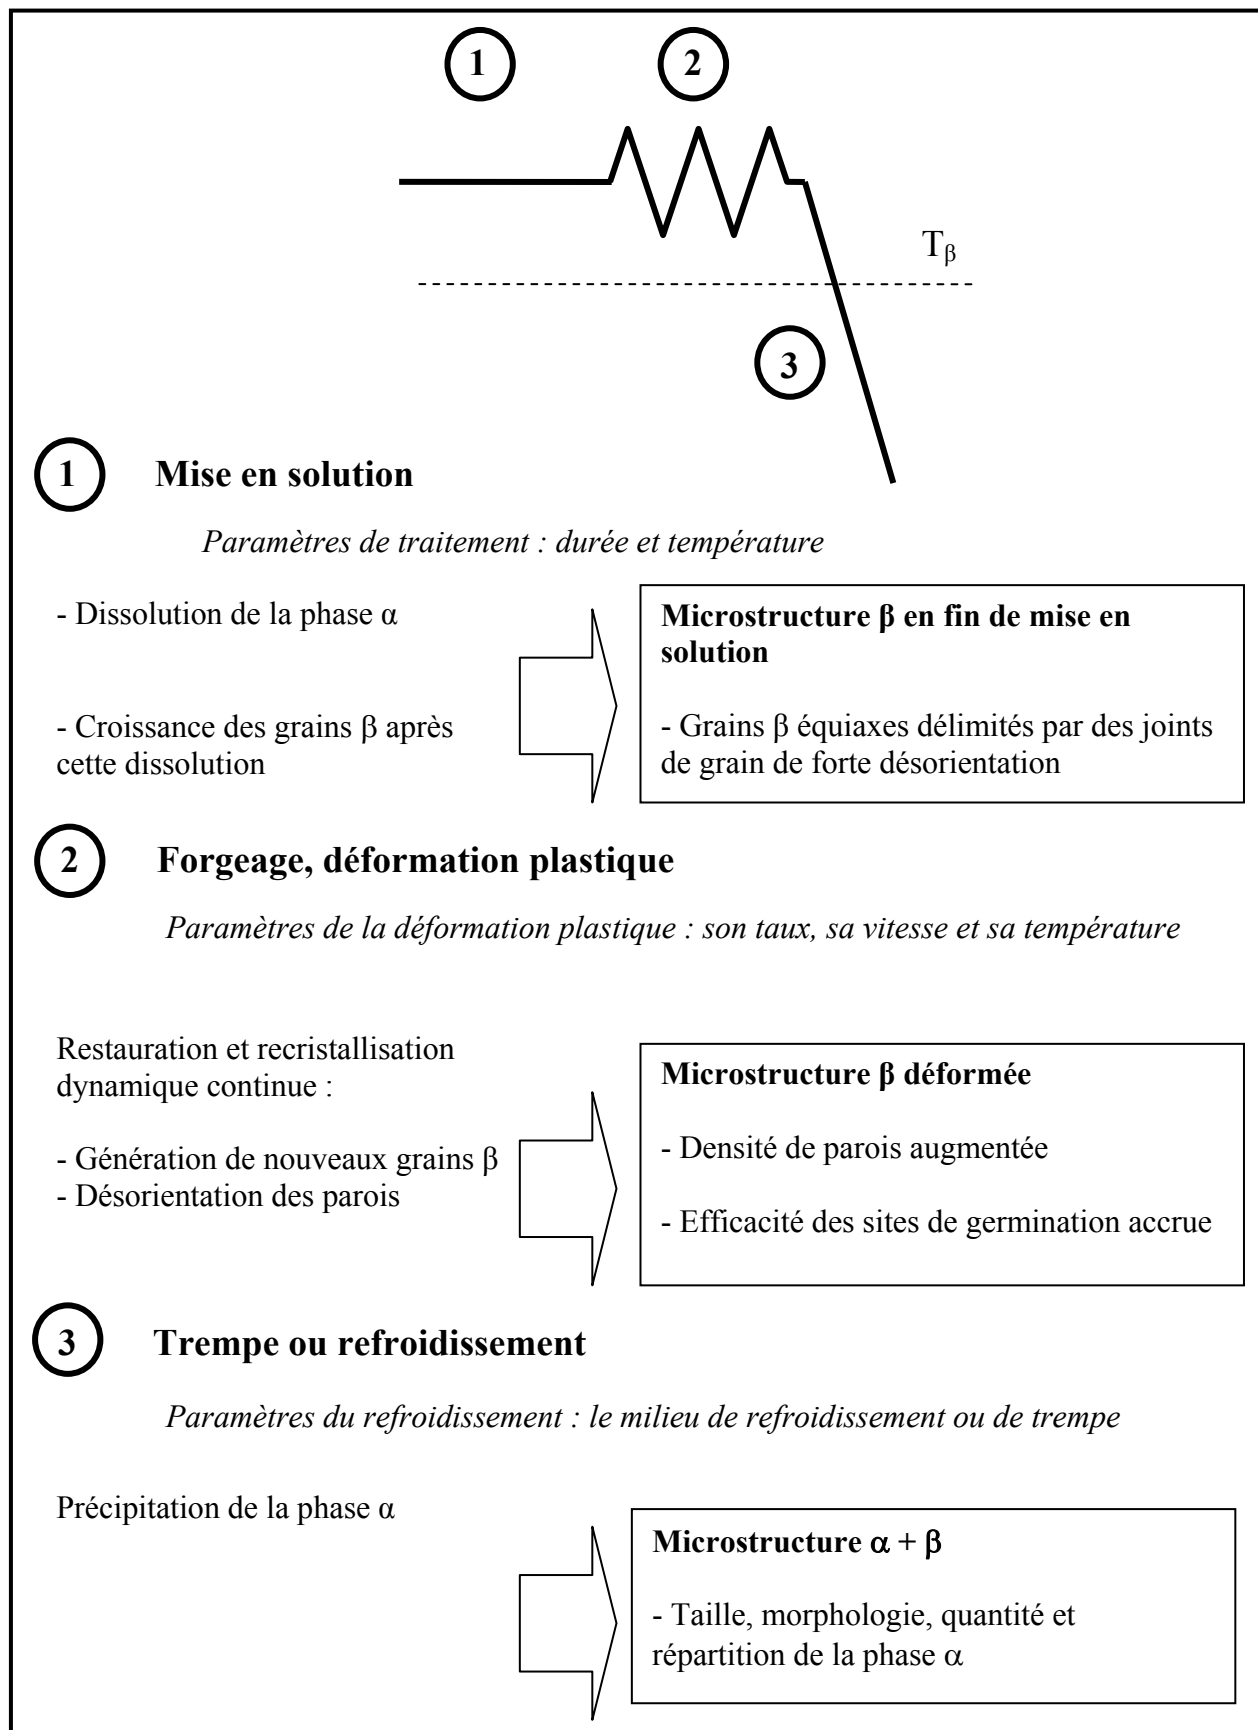 1
2
T_β
3
1 Mise en solution
Paramètres de traitement : durée et température
- Dissolution de la phase α
- Croissance des grains β après
cette dissolution
Microstructure β en fin de mise en
solution
- Grains β équiaxes délimités par des joints
de grain de forte désorientation
2 Forgeage, déformation plastique
Paramètres de la déformation plastique : son taux, sa vitesse et sa température
Restauration et recristallisation
dynamique continue :
- Génération de nouveaux grains β
- Désorientation des parois
Microstructure β déformée
- Densité de parois augmentée
- Efficacité des sites de germination accrue
3 Trempe ou refroidissement
Paramètres du refroidissement : le milieu de refroidissement ou de trempe
Précipitation de la phase α
Microstructure α + β
- Taille, morphologie, quantité et
répartition de la phase α